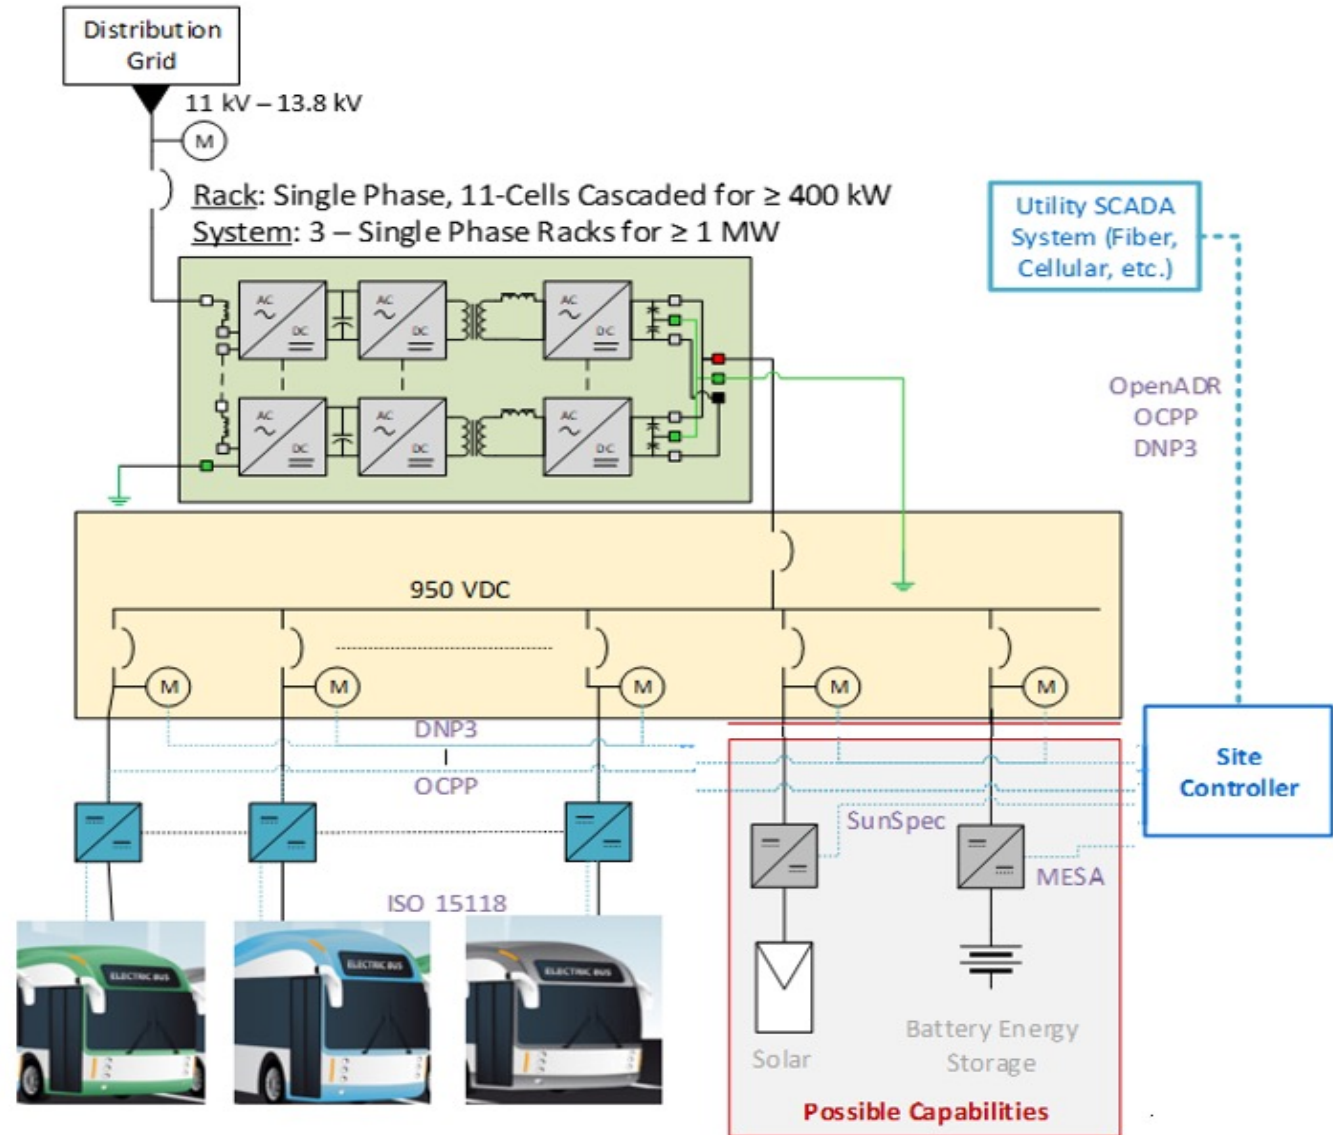 Distribution
Grid
11 kV – 13.8 kV
M
Rack: Single Phase, 11-Cells Cascaded for ≥ 400 kW
System: 3 – Single Phase Racks for ≥ 1 MW
Utility SCADA
System (Fiber,
Cellular, etc.)
AC
DC
AC
DC
AC
DC
AC
DC
AC
DC
AC
DC
OpenADR
OCPP
DNP3
950 VDC
M
M
M
M
M
DNP3
OCPP
Site
Controller
SunSpec
MESA
ISO 15118
ELECTRIC BUS
ELECTRIC BUS
ELECTRIC BUS
Solar
Battery Energy
Storage
Possible Capabilities